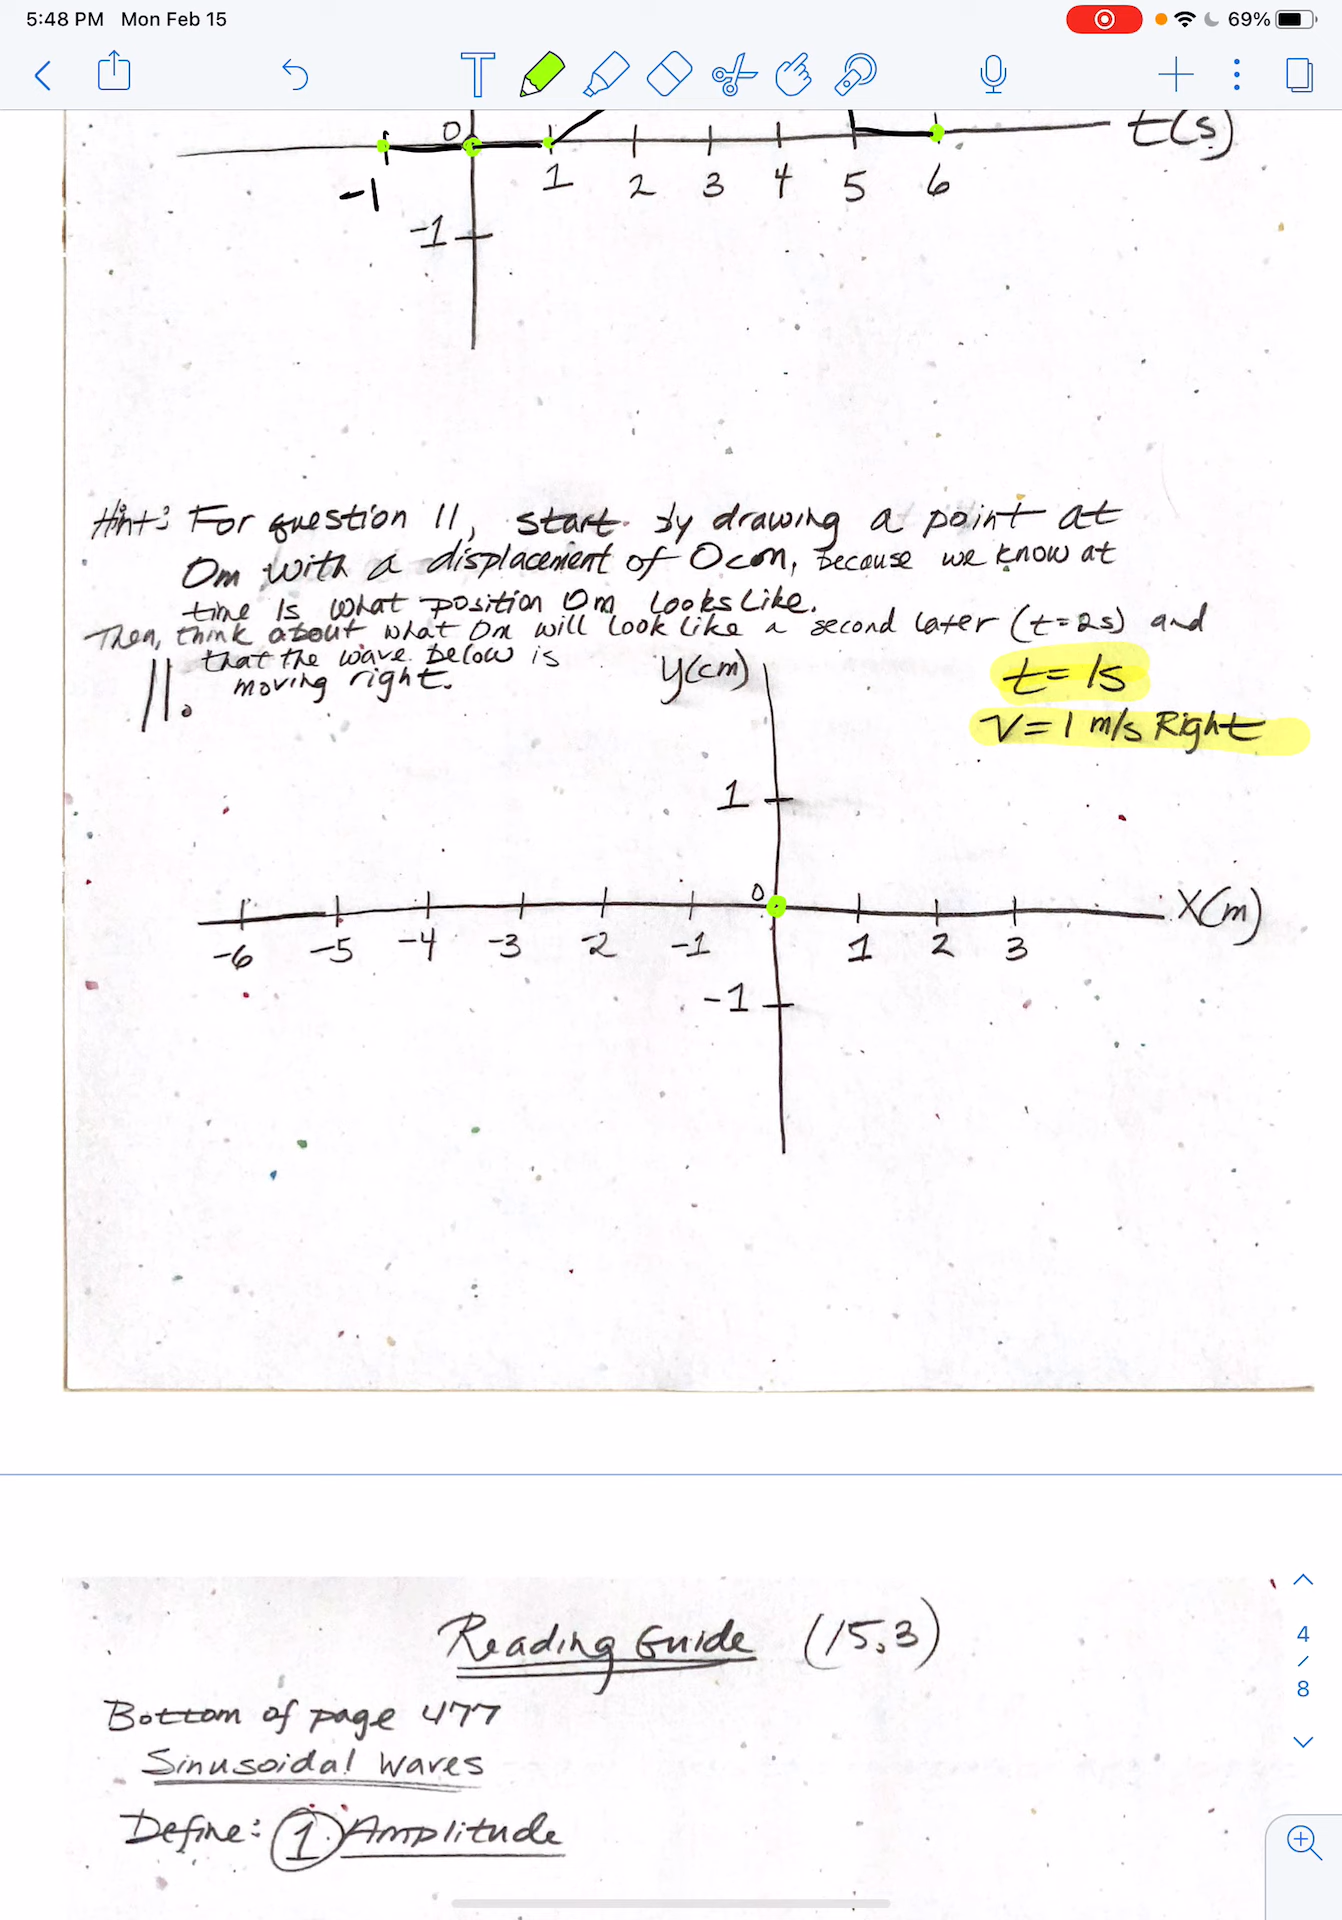 5:48 PM Mon Feb 15
69%
0
t(s)
-1
1 2 3 4 5 6
-1
Hint: For question 11, start by drawing a point at
0m with a displacement of 0cm, because we know at
time 1s what position 0m looks like.
Then, think about what 0m will look like a second later (t=2s) and
that the wave below is
moving right.
11.
y(cm)
t=1s
v=1 m/s Right
1
0
X(m)
-6 -5 -4 -3 -2 -1 1 2 3
-1
Reading Guide (15.3)
4
/
8
Bottom of page 477
Sinusoidal Waves
Define: 1. Amplitude